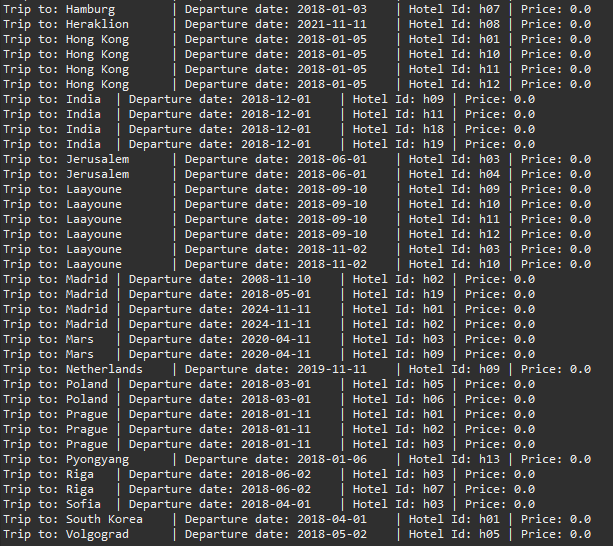 Trip to: Hamburg | Departure date: 2018-01-03 | Hotel Id: h07 | Price: 0.0
Trip to: Heraklion | Departure date: 2021-11-11 | Hotel Id: h08 | Price: 0.0
Trip to: Hong Kong | Departure date: 2018-01-05 | Hotel Id: h01 | Price: 0.0
Trip to: Hong Kong | Departure date: 2018-01-05 | Hotel Id: h10 | Price: 0.0
Trip to: Hong Kong | Departure date: 2018-01-05 | Hotel Id: h11 | Price: 0.0
Trip to: Hong Kong | Departure date: 2018-01-05 | Hotel Id: h12 | Price: 0.0
Trip to: India | Departure date: 2018-12-01 | Hotel Id: h09 | Price: 0.0
Trip to: India | Departure date: 2018-12-01 | Hotel Id: h11 | Price: 0.0
Trip to: India | Departure date: 2018-12-01 | Hotel Id: h18 | Price: 0.0
Trip to: India | Departure date: 2018-12-01 | Hotel Id: h19 | Price: 0.0
Trip to: Jerusalem | Departure date: 2018-06-01 | Hotel Id: h03 | Price: 0.0
Trip to: Jerusalem | Departure date: 2018-06-01 | Hotel Id: h04 | Price: 0.0
Trip to: Laayoune | Departure date: 2018-09-10 | Hotel Id: h09 | Price: 0.0
Trip to: Laayoune | Departure date: 2018-09-10 | Hotel Id: h10 | Price: 0.0
Trip to: Laayoune | Departure date: 2018-09-10 | Hotel Id: h11 | Price: 0.0
Trip to: Laayoune | Departure date: 2018-09-10 | Hotel Id: h12 | Price: 0.0
Trip to: Laayoune | Departure date: 2018-11-02 | Hotel Id: h03 | Price: 0.0
Trip to: Laayoune | Departure date: 2018-11-02 | Hotel Id: h10 | Price: 0.0
Trip to: Madrid | Departure date: 2008-11-10 | Hotel Id: h02 | Price: 0.0
Trip to: Madrid | Departure date: 2018-05-01 | Hotel Id: h19 | Price: 0.0
Trip to: Madrid | Departure date: 2024-11-11 | Hotel Id: h01 | Price: 0.0
Trip to: Madrid | Departure date: 2024-11-11 | Hotel Id: h02 | Price: 0.0
Trip to: Mars | Departure date: 2020-04-11 | Hotel Id: h03 | Price: 0.0
Trip to: Mars | Departure date: 2020-04-11 | Hotel Id: h09 | Price: 0.0
Trip to: Netherlands | Departure date: 2019-11-11 | Hotel Id: h09 | Price: 0.0
Trip to: Poland | Departure date: 2018-03-01 | Hotel Id: h05 | Price: 0.0
Trip to: Poland | Departure date: 2018-03-01 | Hotel Id: h06 | Price: 0.0
Trip to: Prague | Departure date: 2018-01-11 | Hotel Id: h01 | Price: 0.0
Trip to: Prague | Departure date: 2018-01-11 | Hotel Id: h02 | Price: 0.0
Trip to: Prague | Departure date: 2018-01-11 | Hotel Id: h03 | Price: 0.0
Trip to: Pyongyang | Departure date: 2018-01-06 | Hotel Id: h13 | Price: 0.0
Trip to: Riga | Departure date: 2018-06-02 | Hotel Id: h03 | Price: 0.0
Trip to: Riga | Departure date: 2018-06-02 | Hotel Id: h07 | Price: 0.0
Trip to: Sofia | Departure date: 2018-04-01 | Hotel Id: h03 | Price: 0.0
Trip to: South Korea | Departure date: 2018-04-01 | Hotel Id: h01 | Price: 0.0
Trip to: Volgograd | Departure date: 2018-05-02 | Hotel Id: h05 | Price: 0.0